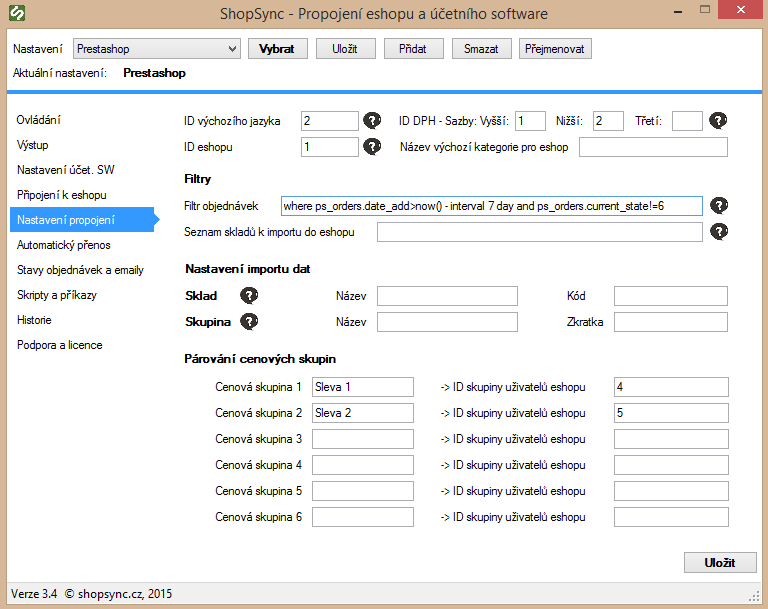 ShopSync - Propojení eshopu a účetního software
Nastavení Prestashop Vybrat Uložit Přidat Smazat Přejmenovat
Aktuální nastavení: Prestashop
Ovládání
Výstup
Nastavení účet. SW
Připojení k eshopu
Nastavení propojení
Automatický přenos
Stavy objednávek a emaily
Skripty a příkazy
Historie
Podpora a licence
ID výchozího jazyka 2 ? ID DPH - Sazby: Vyšší: 1 Nižší: 2 Třetí: ?
ID eshopu 1 ? Název výchozí kategorie pro eshop
Filtry
Filtr objednávek where ps_orders.date_add>now() - interval 7 day and ps_orders.current_state!=6 ?
Seznam skladů k importu do eshopu ?
Nastavení importu dat
Sklad ? Název Kód
Skupina ? Název Zkratka
Párování cenových skupin
Cenová skupina 1 Sleva 1 -> ID skupiny uživatelů eshopu 4
Cenová skupina 2 Sleva 2 -> ID skupiny uživatelů eshopu 5
Cenová skupina 3 -> ID skupiny uživatelů eshopu
Cenová skupina 4 -> ID skupiny uživatelů eshopu
Cenová skupina 5 -> ID skupiny uživatelů eshopu
Cenová skupina 6 -> ID skupiny uživatelů eshopu
Uložit
Verze 3.4 © shopsync.cz, 2015